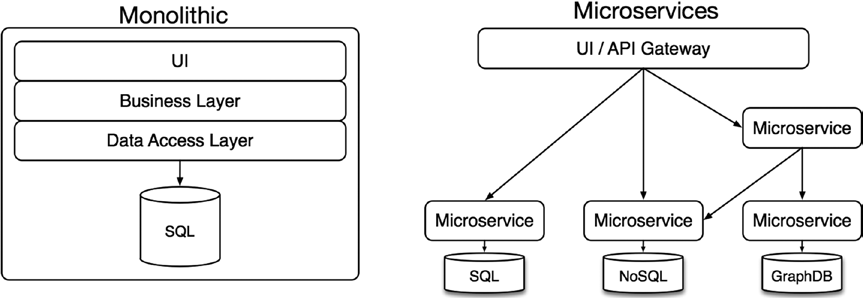 Monolithic
UI
Business Layer
Data Access Layer
SQL
Microservices
UI / API Gateway
Microservice
Microservice
Microservice
Microservice
SQL
NoSQL
GraphDB